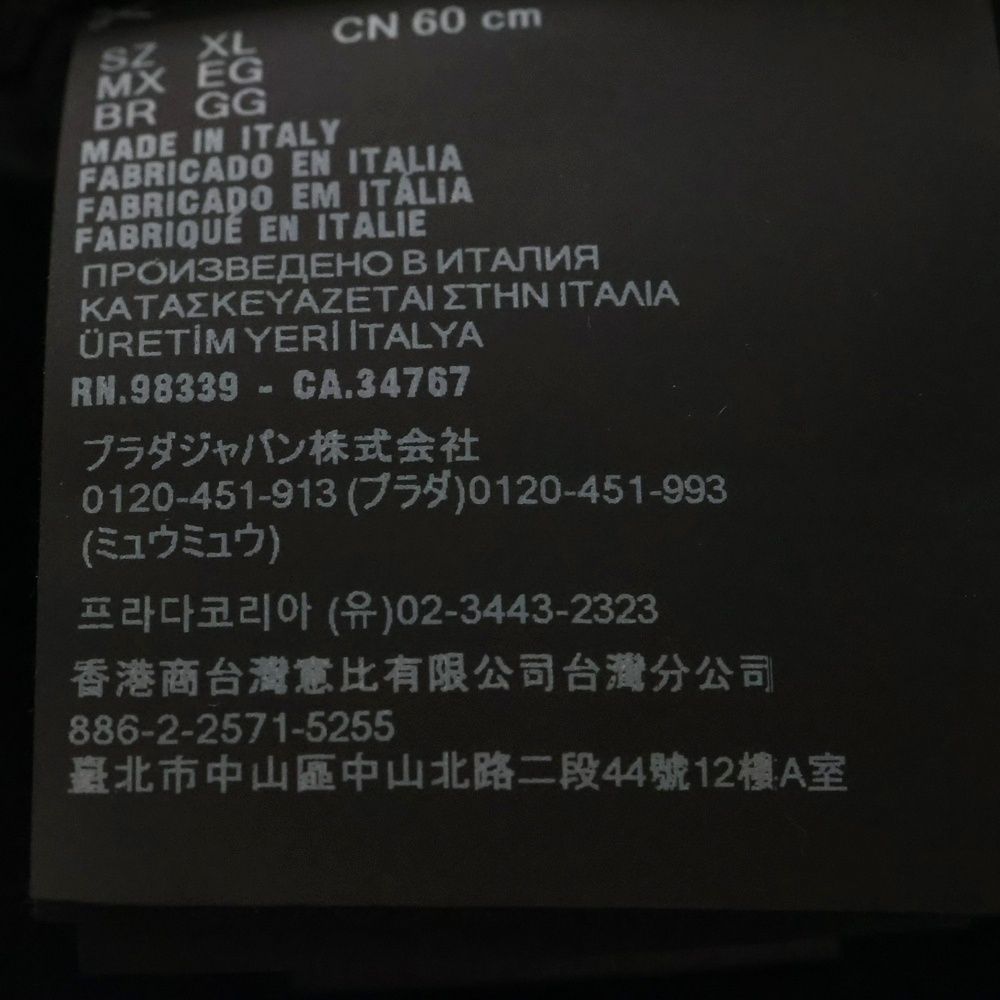 CN 60 cm
SZ XL
MX EG
BR GG
MADE IN ITALY
FABRICADO EN ITALIA
FABRICADO EM ITÁLIA
FABRIQUÉ EN ITALIE
ПРОИЗВЕДЕНО В ИТАЛИЯ
ΚΑΤΑΣΚΕΥΑΖΕΤΑΙ ΣΤΗΝ ΙΤΑΛΙΑ
ÜRETİM YERİ İTALYA
RN.98339 - CA.34767
プラダジャパン株式会社
0120-451-913 (プラダ)0120-451-993
(ミュウミュウ)
프라다코리아 (유)02-3443-2323
香港商台灣惠比有限公司台灣分公司
886-2-2571-5255
臺北市中山區中山北路二段44號12樓A室